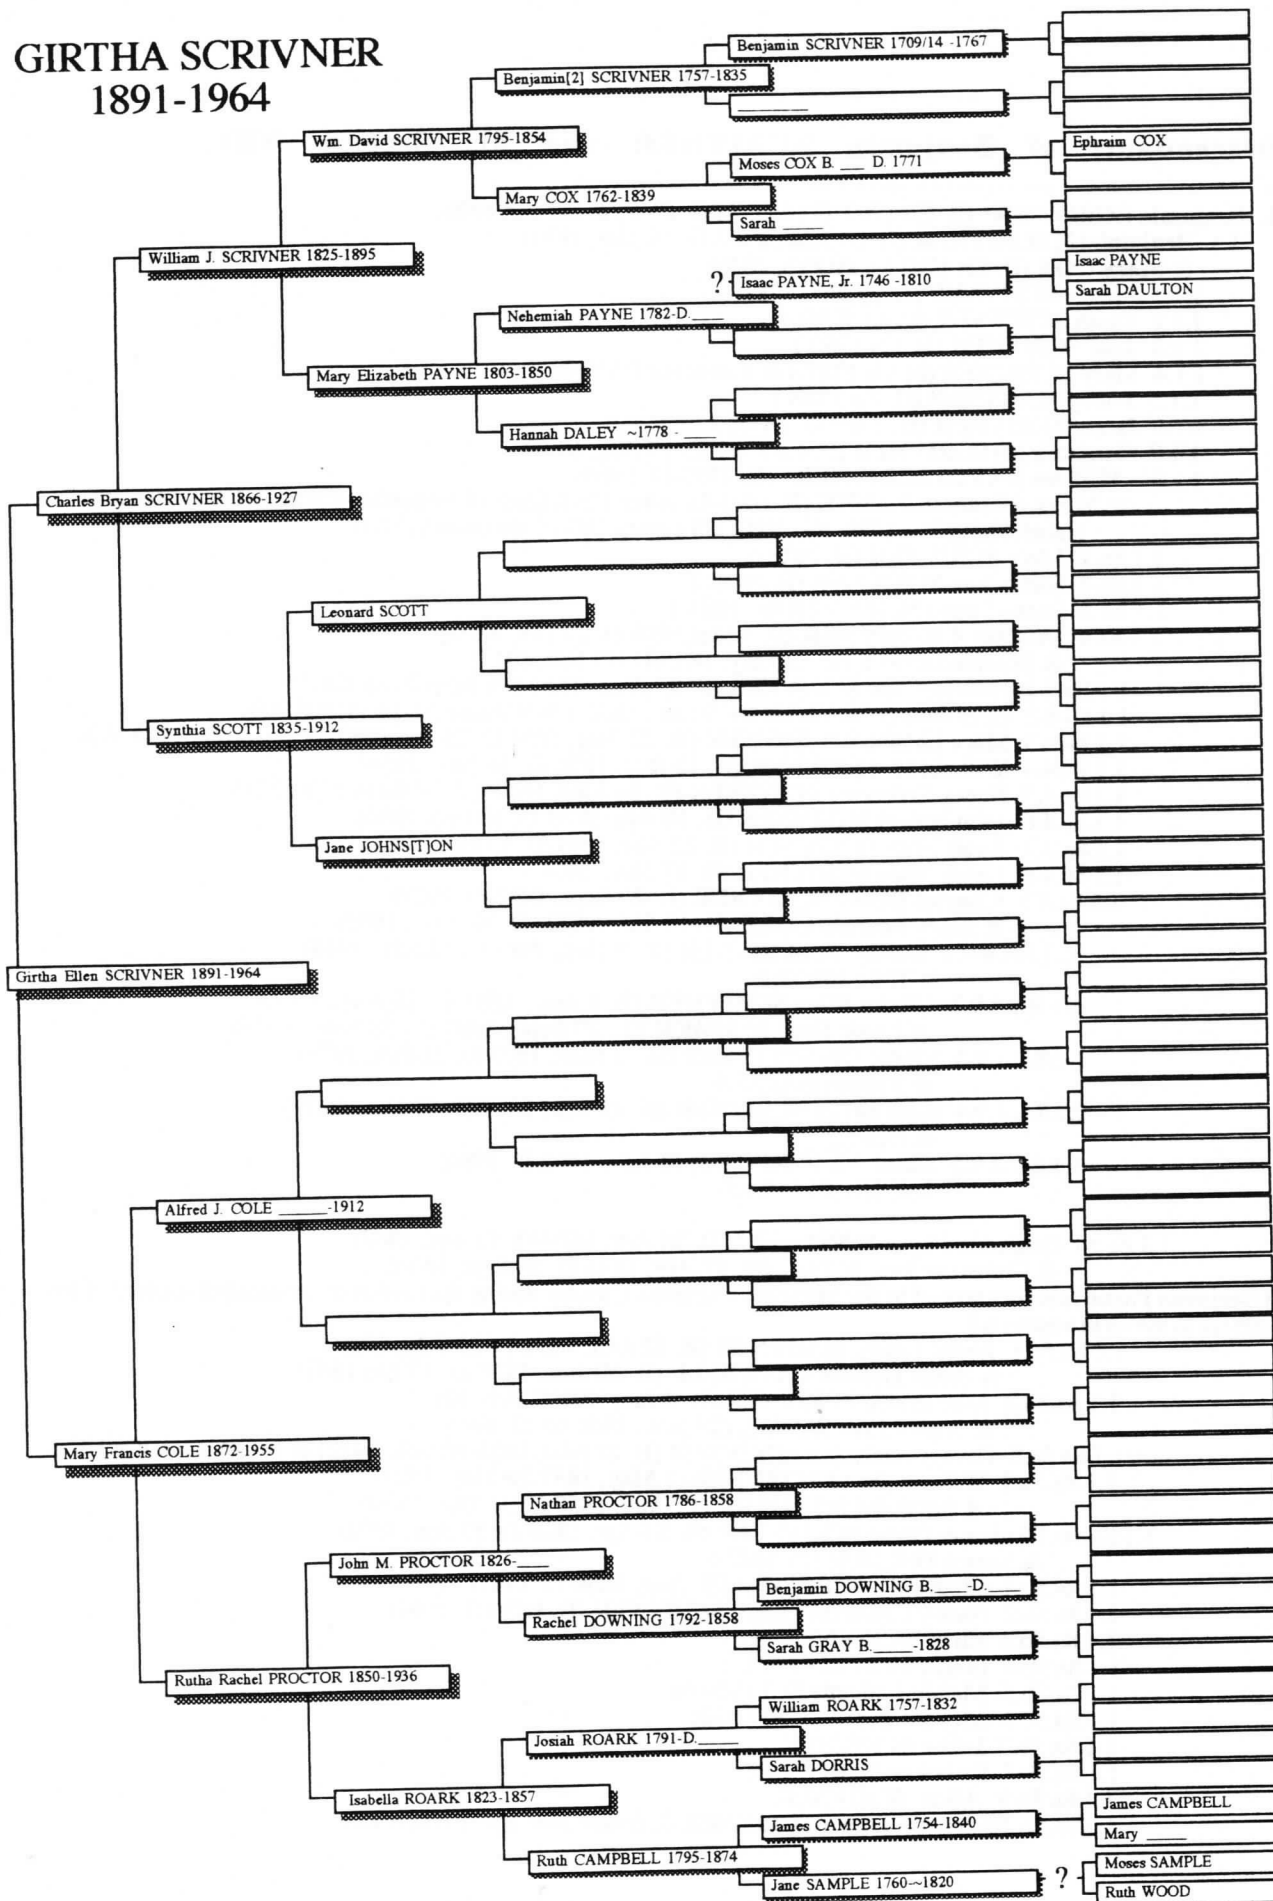 GIRTHA SCRIVNER
1891-1964
Benjamin SCRIVNER 1709/14 -1767
Benjamin[2] SCRIVNER 1757-1835
Wm. David SCRIVNER 1795-1854
Ephraim COX
Moses COX B. ___ D. 1771
Mary COX 1762-1839
Sarah _____
William J. SCRIVNER 1825-1895
Isaac PAYNE
? Isaac PAYNE, Jr. 1746 -1810
Sarah DAULTON
Nehemiah PAYNE 1782-D.____
Mary Elizabeth PAYNE 1803-1850
Hannah DALEY ~1778 - ____
Charles Bryan SCRIVNER 1866-1927
Leonard SCOTT
Synthia SCOTT 1835-1912
Jane JOHNS[T]ON
Girtha Ellen SCRIVNER 1891-1964
Alfred J. COLE ______-1912
Mary Francis COLE 1872-1955
Nathan PROCTOR 1786-1858
John M. PROCTOR 1826-____
Benjamin DOWNING B.____-D.____
Rachel DOWNING 1792-1858
Sarah GRAY B._____-1828
Rutha Rachel PROCTOR 1850-1936
William ROARK 1757-1832
Josiah ROARK 1791-D._____
Sarah DORRIS
Isabella ROARK 1823-1857
James CAMPBELL
James CAMPBELL 1754-1840
Mary _____
Ruth CAMPBELL 1795-1874
Moses SAMPLE
Jane SAMPLE 1760-~1820 ?
Ruth WOOD